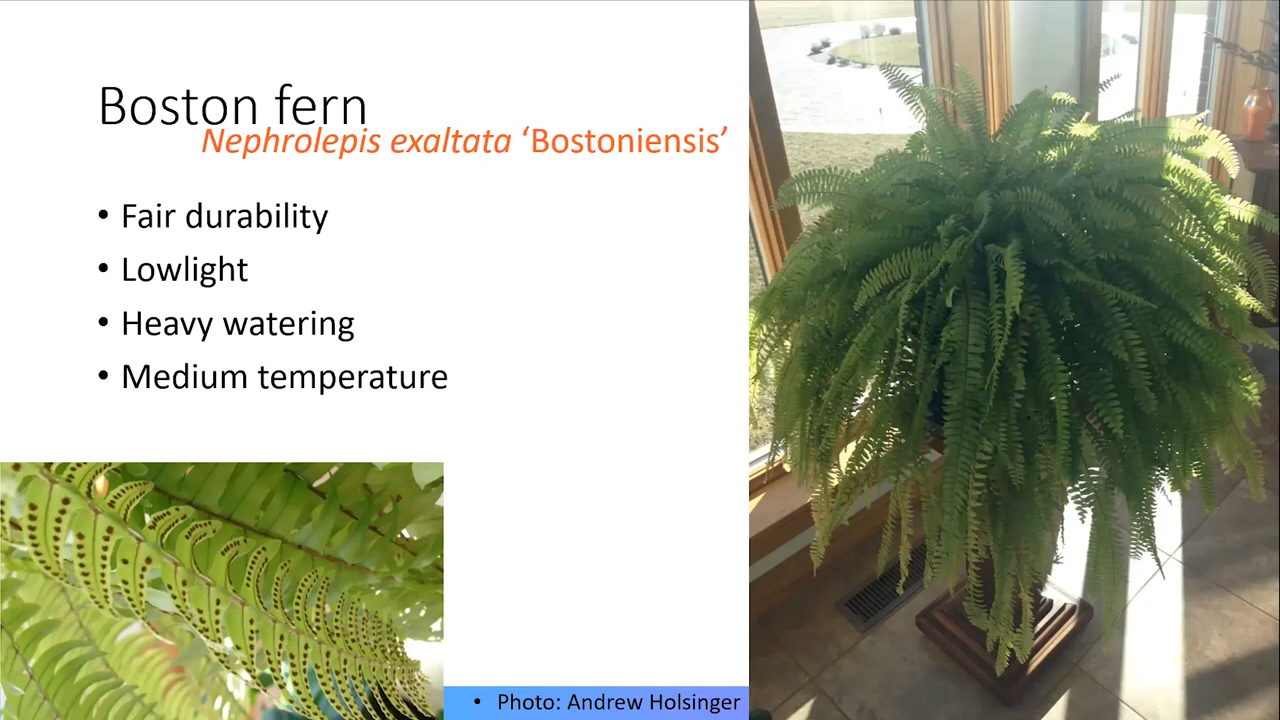 Boston fern
Nephrolepis exaltata ‘Bostoniensis’
• Fair durability
• Lowlight
• Heavy watering
• Medium temperature
• Photo: Andrew Holsinger